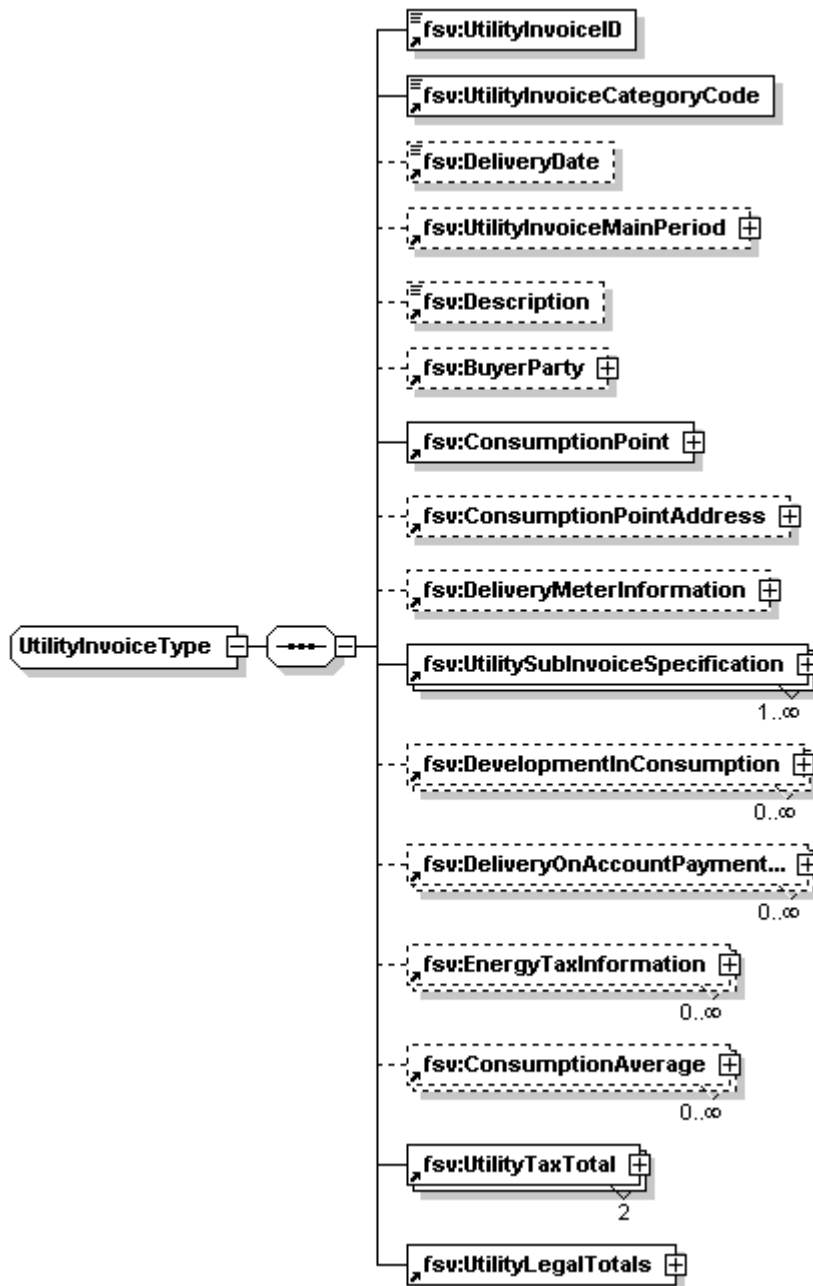 fsv:UtilityInvoiceID
fsv:UtilityInvoiceCategoryCode
fsv:DeliveryDate
fsv:UtilityInvoiceMainPeriod
fsv:Description
fsv:BuyerParty
fsv:ConsumptionPoint
fsv:ConsumptionPointAddress
fsv:DeliveryMeterInformation
UtilityInvoiceType
fsv:UtilitySubInvoiceSpecification
1..∞
fsv:DevelopmentInConsumption
0..∞
fsv:DeliveryOnAccountPayment...
0..∞
fsv:EnergyTaxInformation
0..∞
fsv:ConsumptionAverage
0..∞
fsv:UtilityTaxTotal
2
fsv:UtilityLegalTotals